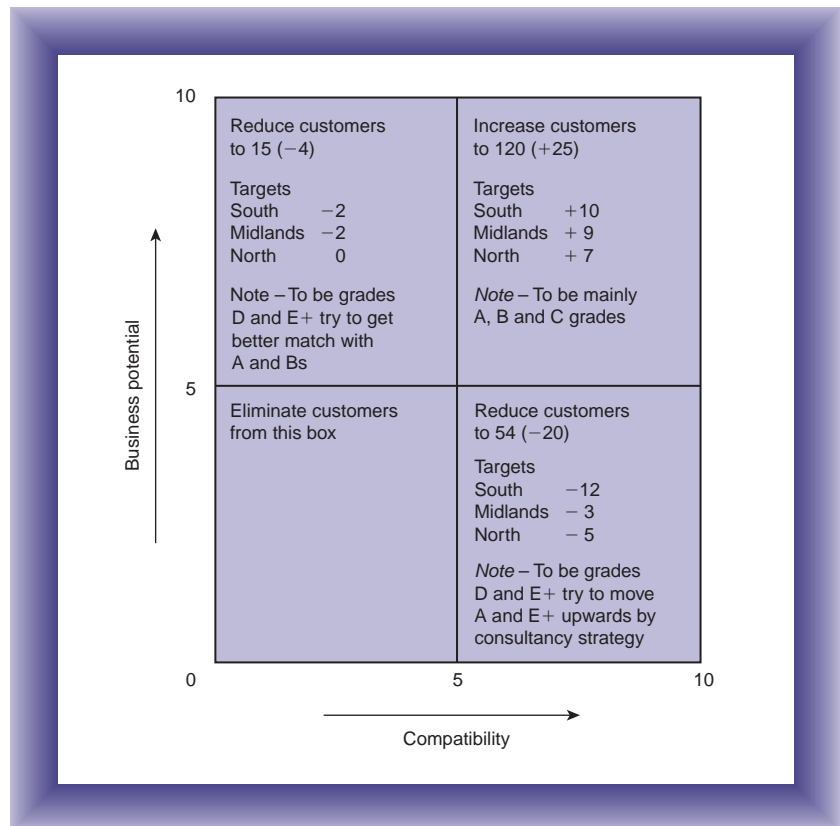 10
Reduce customers
to 15 (−4)
Targets
South −2
Midlands −2
North 0
Note – To be grades
D and E+ try to get
better match with
A and Bs
Increase customers
to 120 (+25)
Targets
South +10
Midlands + 9
North + 7
Note – To be mainly
A, B and C grades
Business potential
5
Eliminate customers
from this box
Reduce customers
to 54 (−20)
Targets
South −12
Midlands − 3
North − 5
Note – To be grades
D and E+ try to move
A and E+ upwards by
consultancy strategy
0 5 10
Compatibility